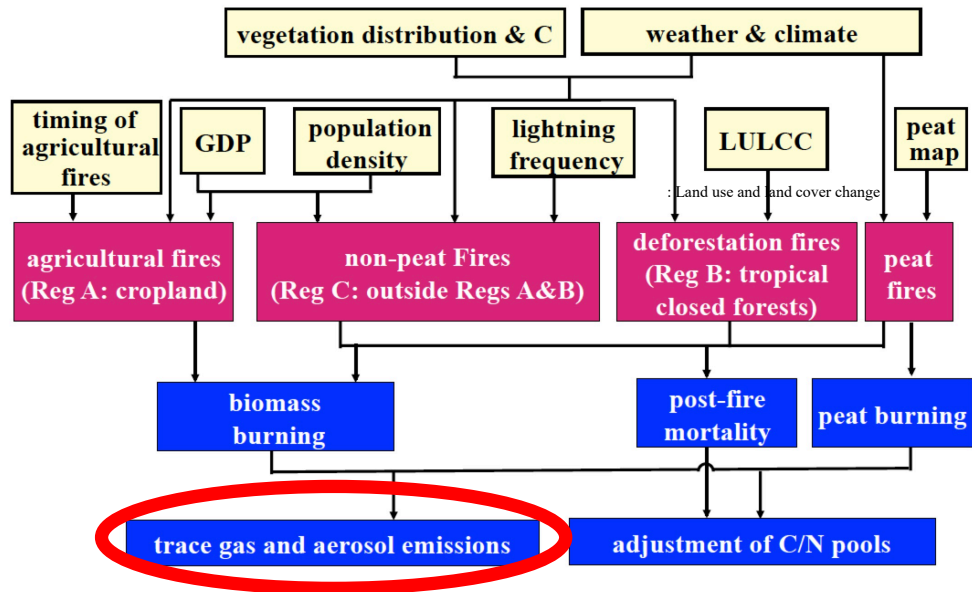 vegetation distribution & C
weather & climate
timing of
agricultural
fires
GDP
population
density
lightning
frequency
LULCC
peat
map
: Land use and land cover change
agricultural fires
(Reg A: cropland)
non-peat Fires
(Reg C: outside Regs A&B)
deforestation fires
(Reg B: tropical
closed forests)
peat
fires
biomass
burning
post-fire
mortality
peat burning
trace gas and aerosol emissions
adjustment of C/N pools